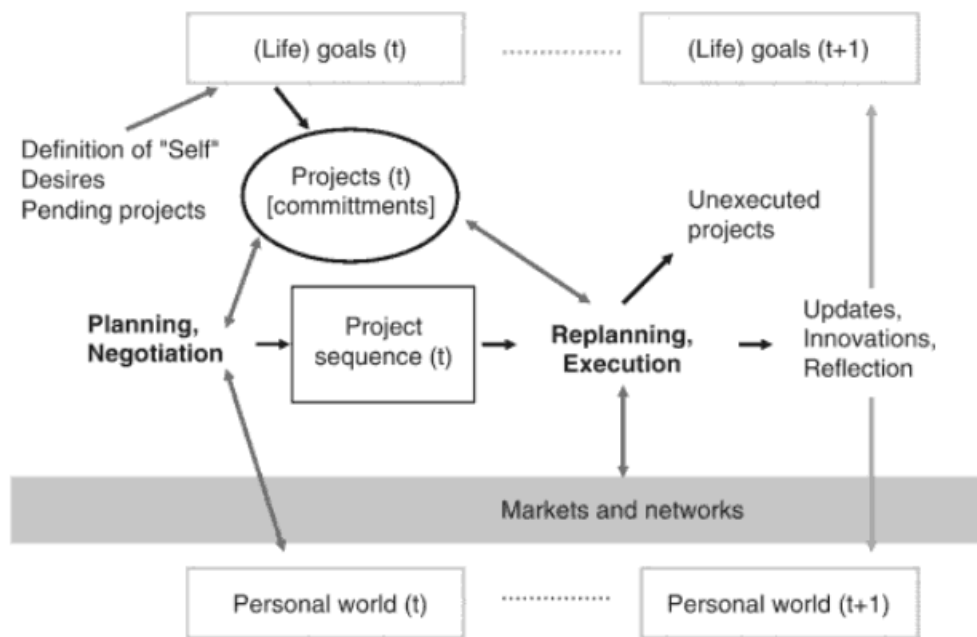 (Life) goals (t)
(Life) goals (t+1)
Definition of "Self"
Desires
Pending projects
Projects (t)
[committments]
Unexecuted
projects
Planning,
Negotiation
Project
sequence (t)
Replanning,
Execution
Updates,
Innovations,
Reflection
Markets and networks
Personal world (t)
Personal world (t+1)